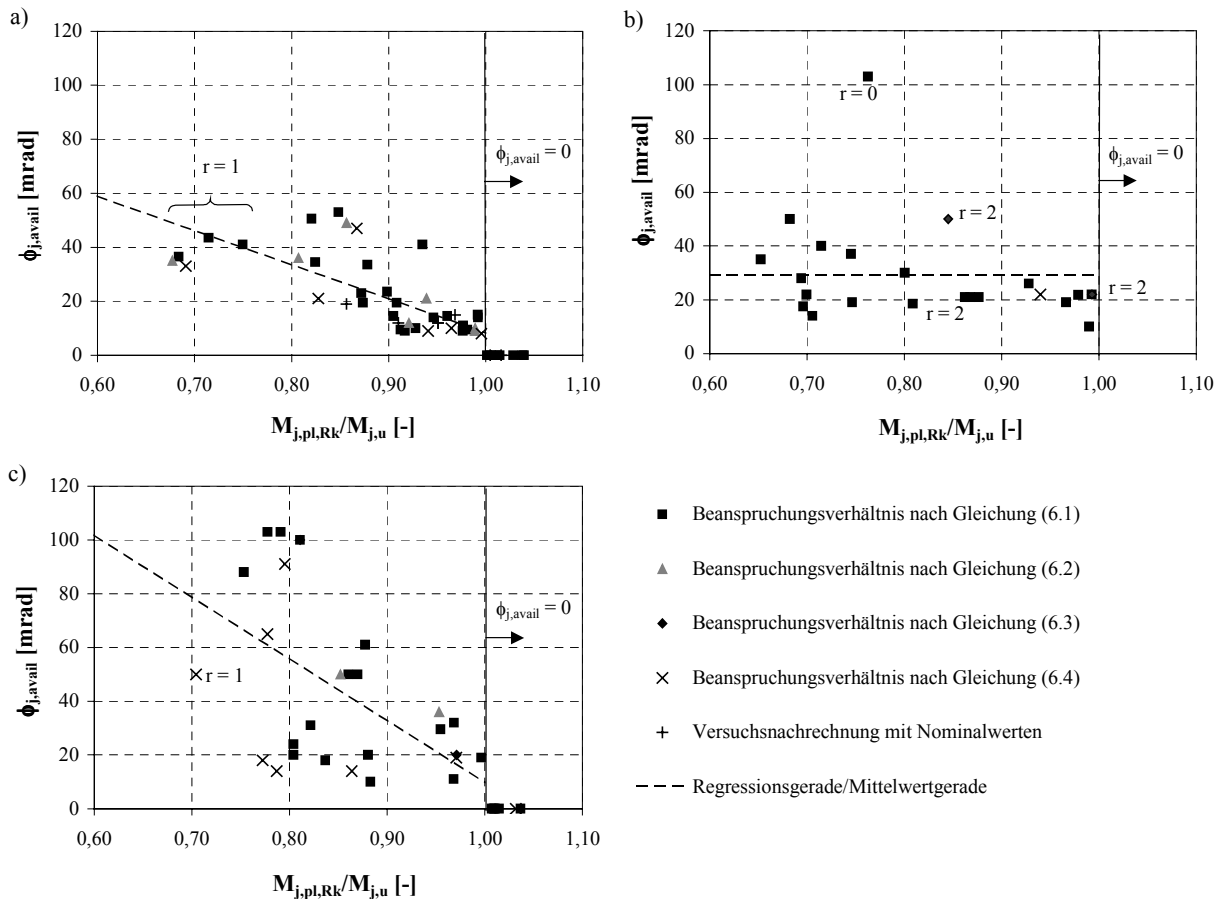 a)
120
100
80
60
40
20
0
ϕj,avail [mrad]
r = 1
ϕj,avail = 0
0,60 0,70 0,80 0,90 1,00 1,10
Mj,pl,Rk/Mj,u [-]
b)
120
100
80
60
40
20
0
ϕj,avail [mrad]
r = 0
r = 2
r = 2
r = 2
ϕj,avail = 0
0,60 0,70 0,80 0,90 1,00 1,10
Mj,pl,Rk/Mj,u [-]
c)
120
100
80
60
40
20
0
ϕj,avail [mrad]
r = 1
ϕj,avail = 0
0,60 0,70 0,80 0,90 1,00 1,10
Mj,pl,Rk/Mj,u [-]
Beanspruchungsverhältnis nach Gleichung (6.1)
Beanspruchungsverhältnis nach Gleichung (6.2)
Beanspruchungsverhältnis nach Gleichung (6.3)
Beanspruchungsverhältnis nach Gleichung (6.4)
Versuchsnachrechnung mit Nominalwerten
Regressionsgerade/Mittelwertgerade